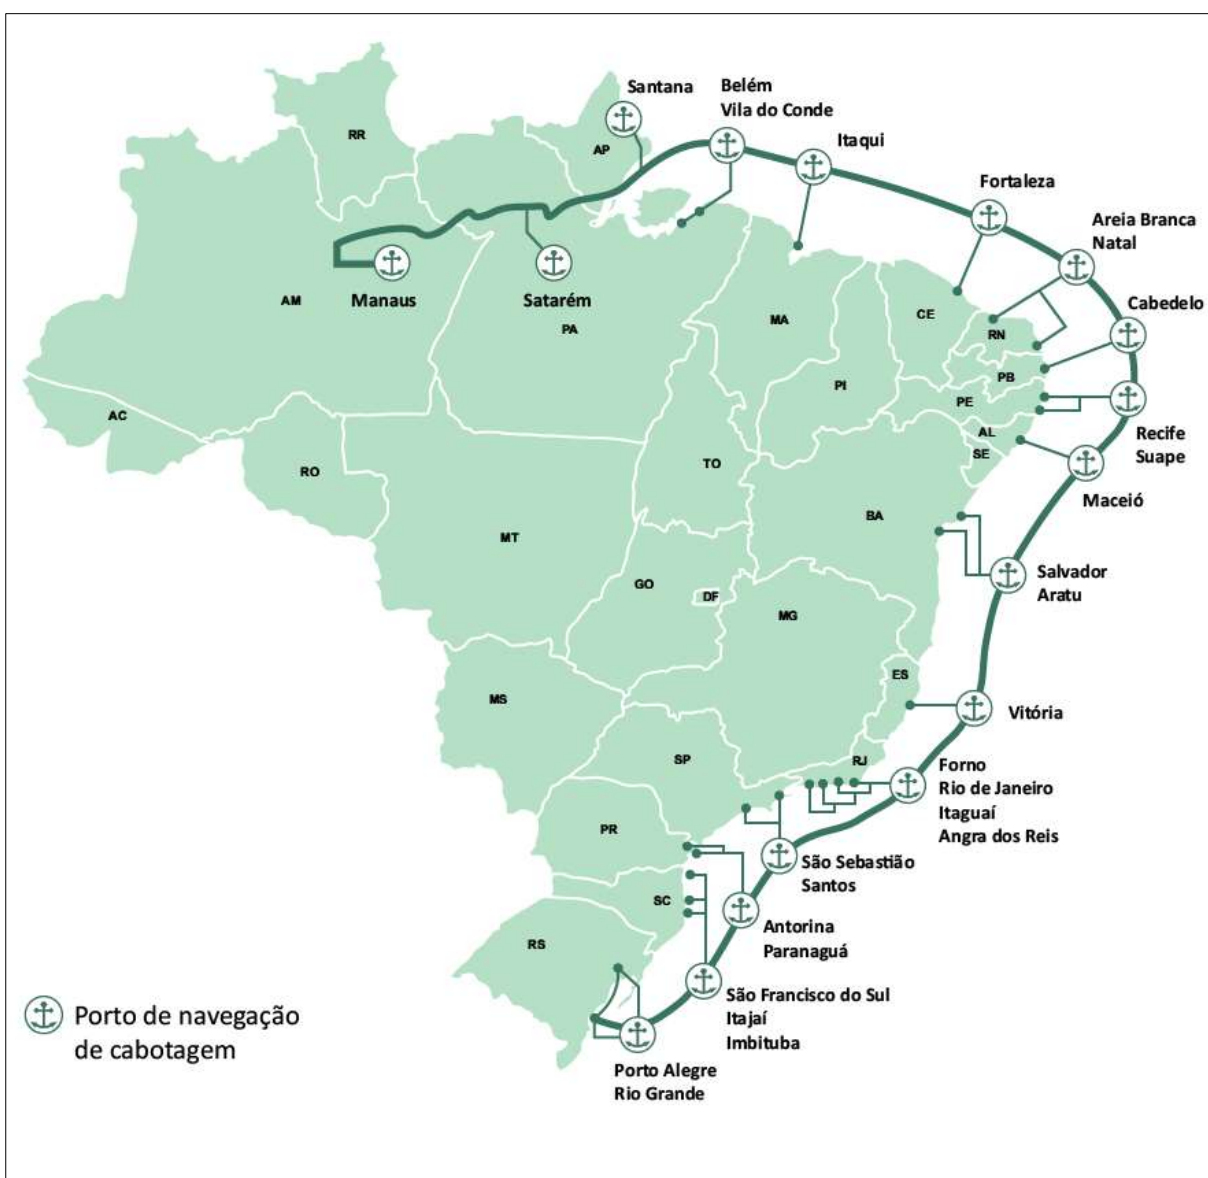 Santana
Belém
Vila do Conde
Itaqui
Fortaleza
Areia Branca
Natal
Cabedelo
Recife
Suape
Maceió
Salvador
Aratu
Vitória
Forno
Rio de Janeiro
Itaguaí
Angra dos Reis
São Sebastião
Santos
Antorina
Paranaguá
São Francisco do Sul
Itajaí
Imbituba
Porto Alegre
Rio Grande
Manaus
Satarém
RR
AP
AM
PA
MA
CE
RN
PB
PI
PE
AL
SE
AC
RO
TO
BA
MT
GO
DF
MG
ES
MS
SP
RJ
PR
SC
RS
Porto de navegação
de cabotagem